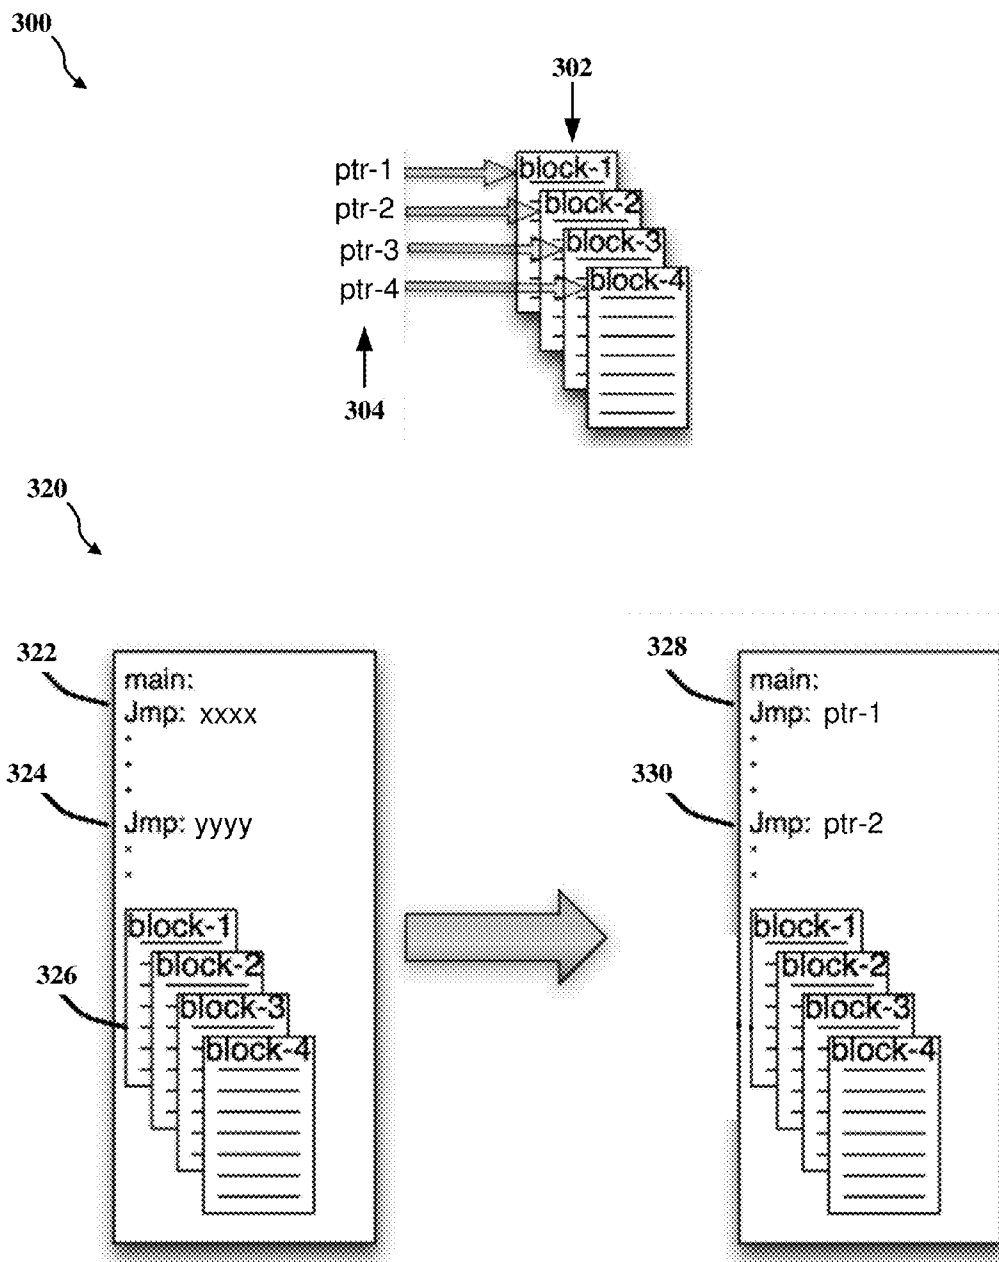 300
302
ptr-1
block-1
ptr-2
block-2
ptr-3
block-3
ptr-4
block-4
304
320
322
main:
Jmp: xxxx
324
Jmp: yyyy
block-1
block-2
326
block-3
block-4
328
main:
Jmp: ptr-1
330
Jmp: ptr-2
block-1
block-2
block-3
block-4